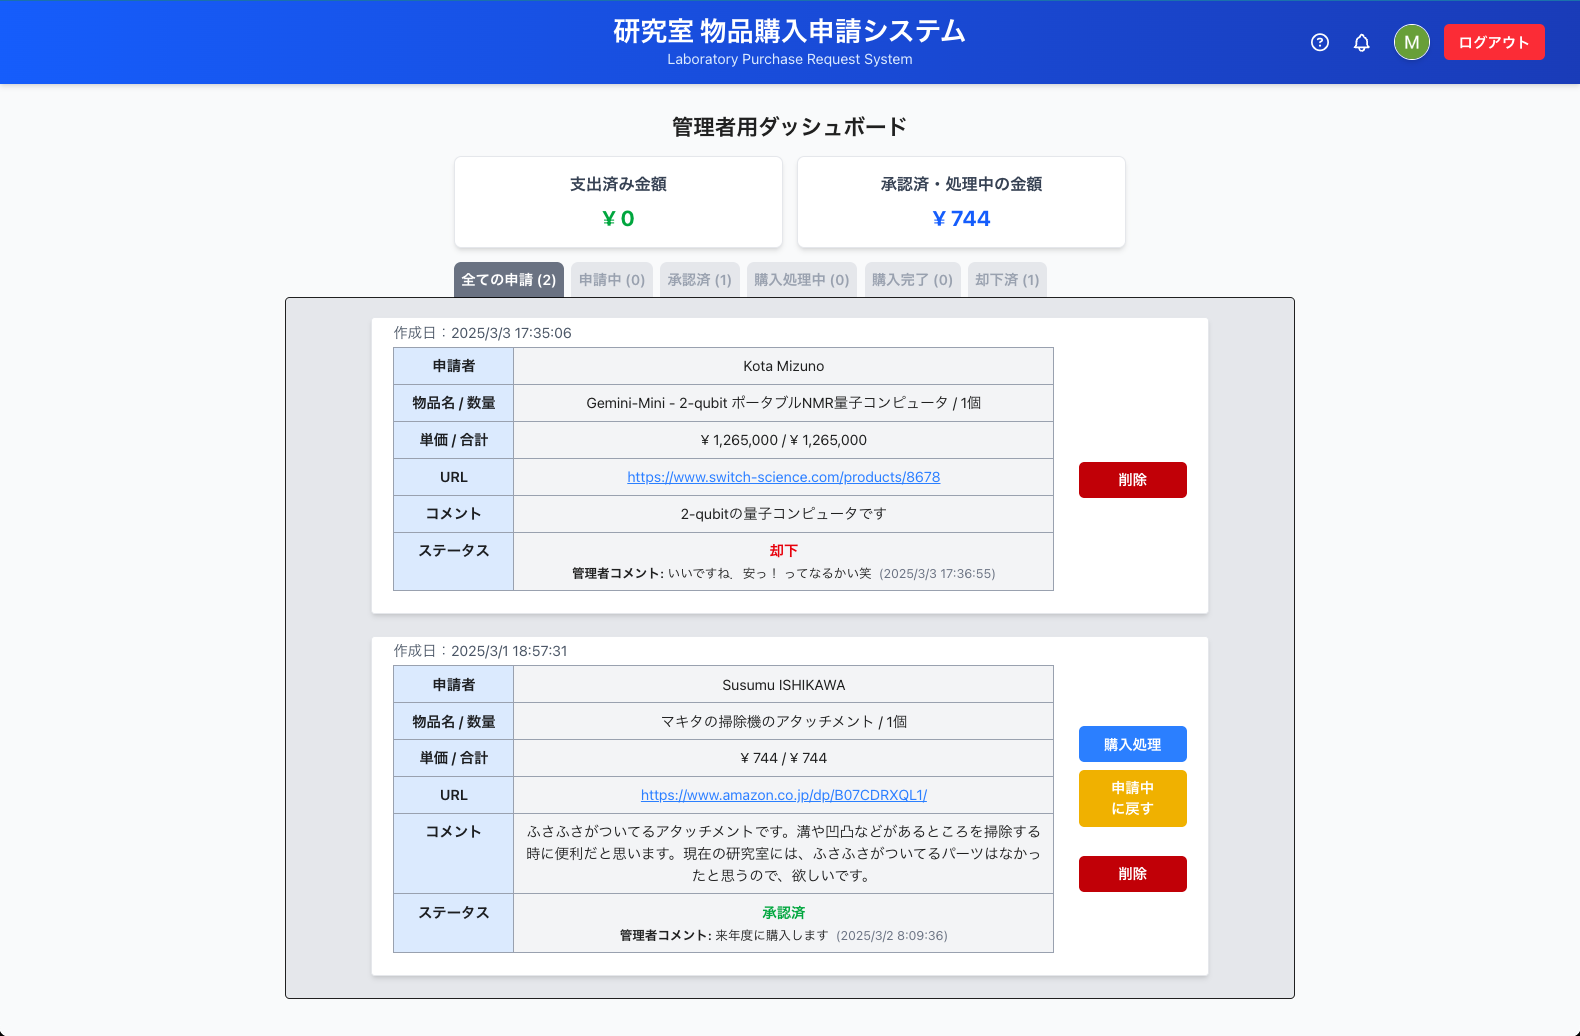 研究室 物品購入申請システム
Laboratory Purchase Request System
M
ログアウト
管理者用ダッシュボード
支出済み金額
¥ 0
承認済・処理中の金額
¥ 744
全ての申請 (2)
申請中 (0)
承認済 (1)
購入処理中 (0)
購入完了 (0)
却下済 (1)
作成日：2025/3/3 17:35:06
申請者
Kota Mizuno
物品名 / 数量
Gemini-Mini - 2-qubit ポータブルNMR量子コンピュータ / 1個
単価 / 合計
¥ 1,265,000 / ¥ 1,265,000
URL
https://www.switch-science.com/products/8678
コメント
2-qubitの量子コンピュータです
ステータス
却下
管理者コメント: いいですね．安っ！ ってなるかい笑 (2025/3/3 17:36:55)
削除
作成日：2025/3/1 18:57:31
申請者
Susumu ISHIKAWA
物品名 / 数量
マキタの掃除機のアタッチメント / 1個
単価 / 合計
¥ 744 / ¥ 744
URL
https://www.amazon.co.jp/dp/B07CDRXQL1/
コメント
ふさふさがついてるアタッチメントです。溝や凹凸などがあるところを掃除する
時に便利だと思います。現在の研究室には、ふさふさがついてるパーツはなかっ
たと思うので、欲しいです。
ステータス
承認済
管理者コメント: 来年度に購入します (2025/3/2 8:09:36)
購入処理
申請中
に戻す
削除